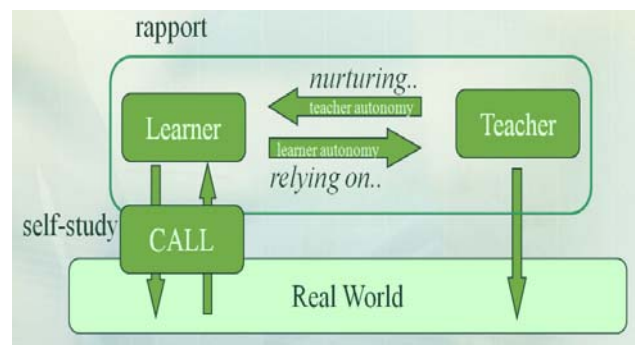 rapport
nurturing..
teacher autonomy
Learner
Teacher
learner autonomy
relying on..
self-study
CALL
Real World